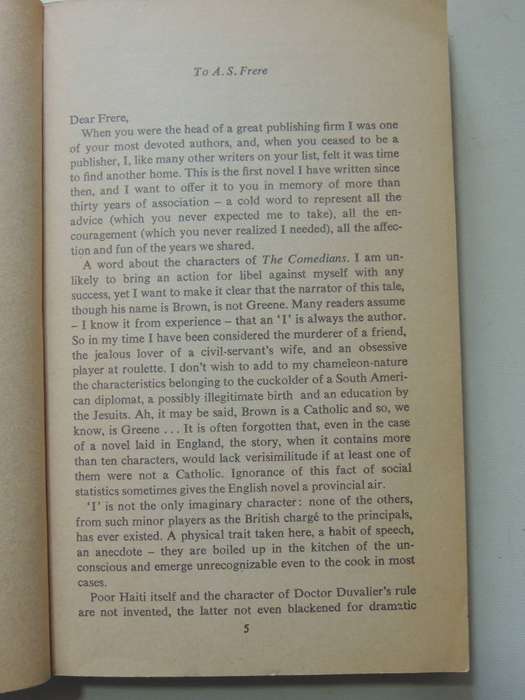 To A. S. Frere
Dear Frere,
When you were the head of a great publishing firm I was one
of your most devoted authors, and, when you ceased to be a
publisher, I, like many other writers on your list, felt it was time
to find another home. This is the first novel I have written since
then, and I want to offer it to you in memory of more than
thirty years of association – a cold word to represent all the
advice (which you never expected me to take), all the en-
couragement (which you never realized I needed), all the affec-
tion and fun of the years we shared.
A word about the characters of The Comedians. I am un-
likely to bring an action for libel against myself with any
success, yet I want to make it clear that the narrator of this tale,
though his name is Brown, is not Greene. Many readers assume
– I know it from experience – that an 'I' is always the author.
So in my time I have been considered the murderer of a friend,
the jealous lover of a civil-servant's wife, and an obsessive
player at roulette. I don't wish to add to my chameleon-nature
the characteristics belonging to the cuckolder of a South Ameri-
can diplomat, a possibly illegitimate birth and an education by
the Jesuits. Ah, it may be said, Brown is a Catholic and so, we
know, is Greene . . . It is often forgotten that, even in the case
of a novel laid in England, the story, when it contains more
than ten characters, would lack verisimilitude if at least one of
them were not a Catholic. Ignorance of this fact of social
statistics sometimes gives the English novel a provincial air.
'I' is not the only imaginary character: none of the others,
from such minor players as the British chargé to the principals,
has ever existed. A physical trait taken here, a habit of speech,
an anecdote – they are boiled up in the kitchen of the un-
conscious and emerge unrecognizable even to the cook in most
cases.
Poor Haiti itself and the character of Doctor Duvalier's rule
are not invented, the latter not even blackened for dramatic
5